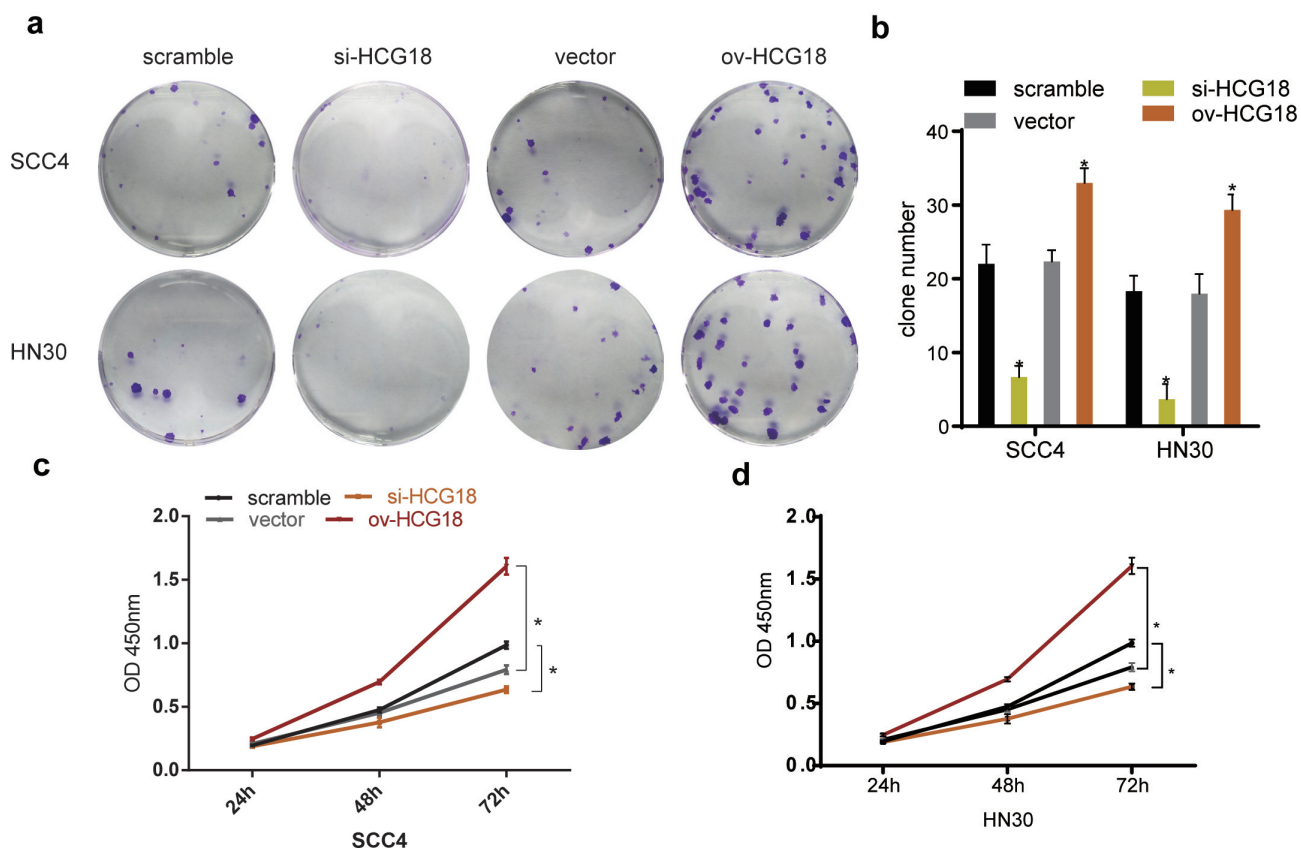 a
scramble si-HCG18 vector ov-HCG18
SCC4
HN30
b
scramble si-HCG18
vector ov-HCG18
clone number
40
30
20
10
0
* * * *
SCC4 HN30
c
scramble si-HCG18
vector ov-HCG18
OD 450nm
2.0
1.5
1.0
0.5
0.0
*
*
24h 48h 72h
SCC4
d
OD 450nm
2.0
1.5
1.0
0.5
0.0
*
*
24h 48h 72h
HN30